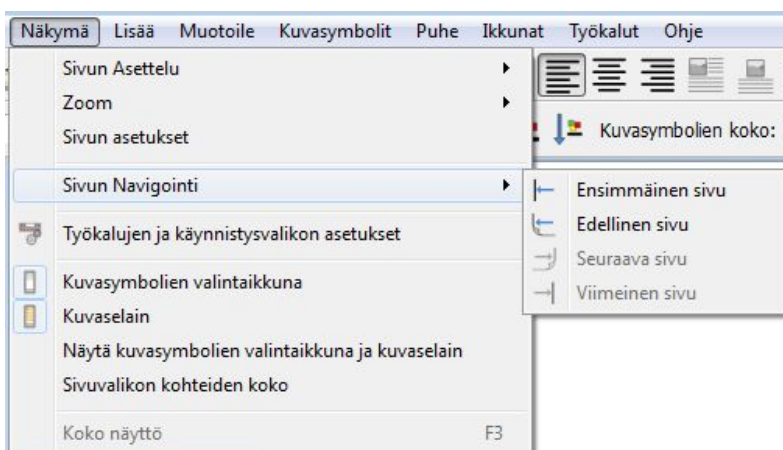 Näkymä Lisää Muotoile Kuvasymbolit Puhe Ikkunat Työkalut Ohje
Sivun Asettelu
Zoom
Sivun asetukset
Kuvasymbolien koko:
Sivun Navigointi
Ensimmäinen sivu
Edellinen sivu
Seuraava sivu
Viimeinen sivu
Työkalujen ja käynnistysvalikon asetukset
Kuvasymbolien valintaikkuna
Kuvaselain
Näytä kuvasymbolien valintaikkuna ja kuvaselain
Sivuvalikon kohteiden koko
Koko näyttö F3